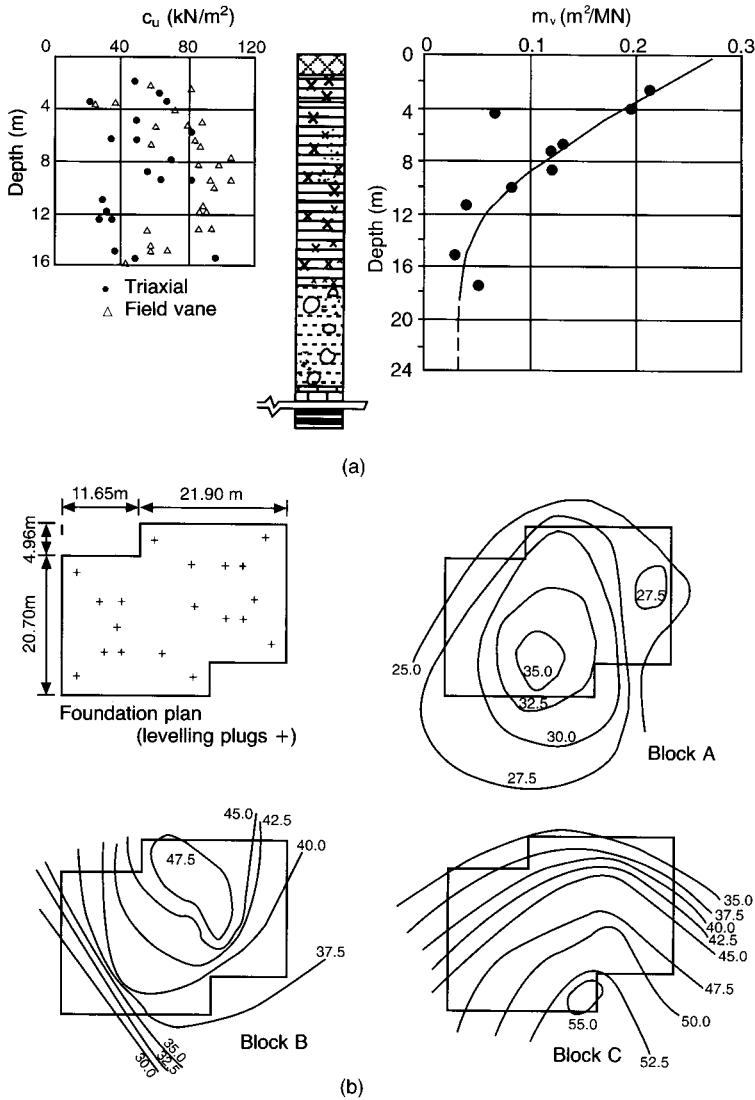 c_u (kN/m²)
0 40 80 120
0
4
8
12
16
Depth (m)
● Triaxial
△ Field vane
m_v (m²/MN)
0 0.1 0.2 0.3
0
4
8
12
16
20
24
Depth (m)
(a)
11.65m 21.90 m
4.96m
20.70m
Foundation plan
(levelling plugs +)
27.5
25.0
35.0
32.5
30.0
27.5
Block A
45.0
42.5
40.0
47.5
37.5
35.0
32.5
30.0
Block B
35.0
37.5
40.0
42.5
45.0
47.5
50.0
55.0
52.5
Block C
(b)